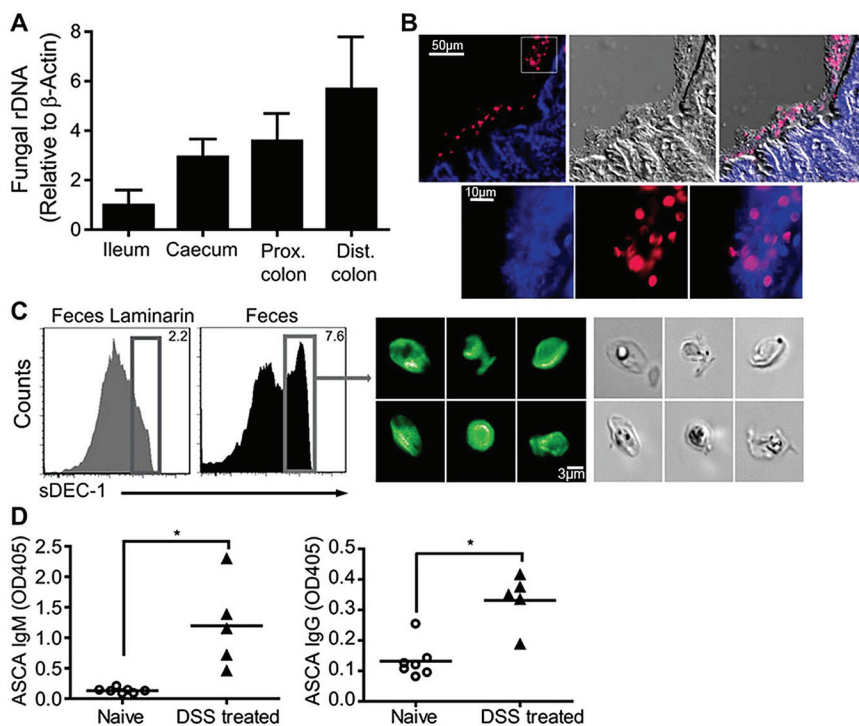 A
Fungal rDNA
(Relative to β-Actin)
8
6
4
2
0
Ileum
Caecum
Prox.
colon
Dist.
colon
B
50µm
10µm
C
Feces Laminarin
Feces
2.2
7.6
Counts
sDEC-1
3µm
D
ASCA IgM (OD405)
2.5
2.0
1.5
1.0
0.5
0.0
*
Naive
DSS treated
ASCA IgG (OD405)
0.5
0.4
0.3
0.2
0.1
0.0
*
Naive
DSS treated